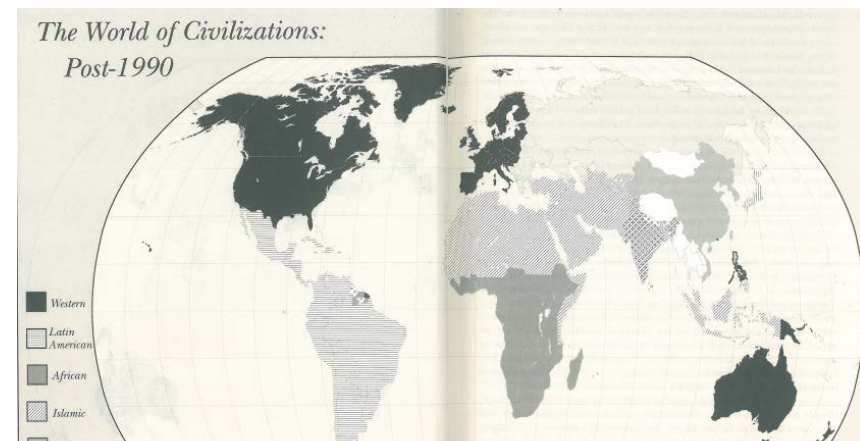 The World of Civilizations:
Post-1990
Western
Latin
American
African
Islamic